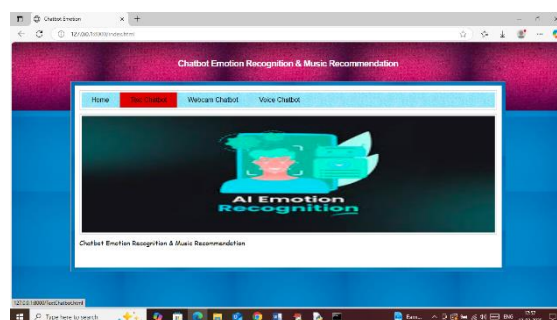 Chatbot Emotion
127.0.0.1:8000/index.html
Chatbot Emotion Recognition & Music Recommendation
Home Text Chatbot Webcam Chatbot Voice Chatbot
AI Emotion
Recognition
Chatbot Emotion Recognition & Music Recommendation
127.0.0.1:8000/TextChatbot.html
Type here to search
ENG